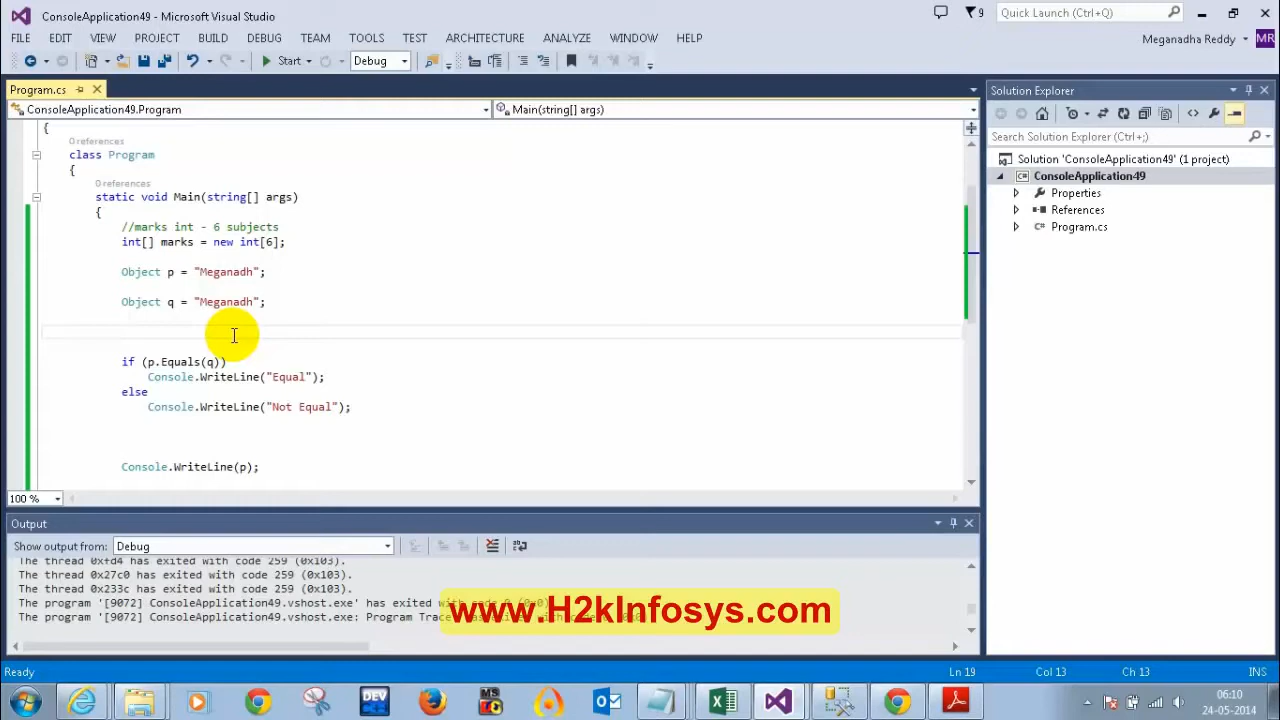 ConsoleApplication49 - Microsoft Visual Studio
9
Quick Launch (Ctrl+Q)
FILE EDIT VIEW PROJECT BUILD DEBUG TEAM TOOLS TEST ARCHITECTURE ANALYZE WINDOW HELP
Meganadha Reddy MR
Start Debug
Program.cs
ConsoleApplication49.Program
Main(string[] args)
{
0 references
class Program
{
0 references
static void Main(string[] args)
{
//marks int - 6 subjects
int[] marks = new int[6];
Object p = "Meganadh";
Object q = "Meganadh";
if (p.Equals(q))
Console.WriteLine("Equal");
else
Console.WriteLine("Not Equal");
Console.WriteLine(p);
100 %
Solution Explorer
Search Solution Explorer (Ctrl+;)
Solution 'ConsoleApplication49' (1 project)
ConsoleApplication49
Properties
References
Program.cs
Output
Show output from: Debug
The thread 0xfd4 has exited with code 259 (0x103).
The thread 0x27c0 has exited with code 259 (0x103).
The thread 0x233c has exited with code 259 (0x103).
The program '[9072] ConsoleApplication49.vshost.exe' has exited with code 0 (0x0)
The program '[9072] ConsoleApplication49.vshost.exe: Program Trace
www.H2kInfosys.com
Ready
Ln 19 Col 13 Ch 13 INS
DEV
MS
06:10
24-05-2014